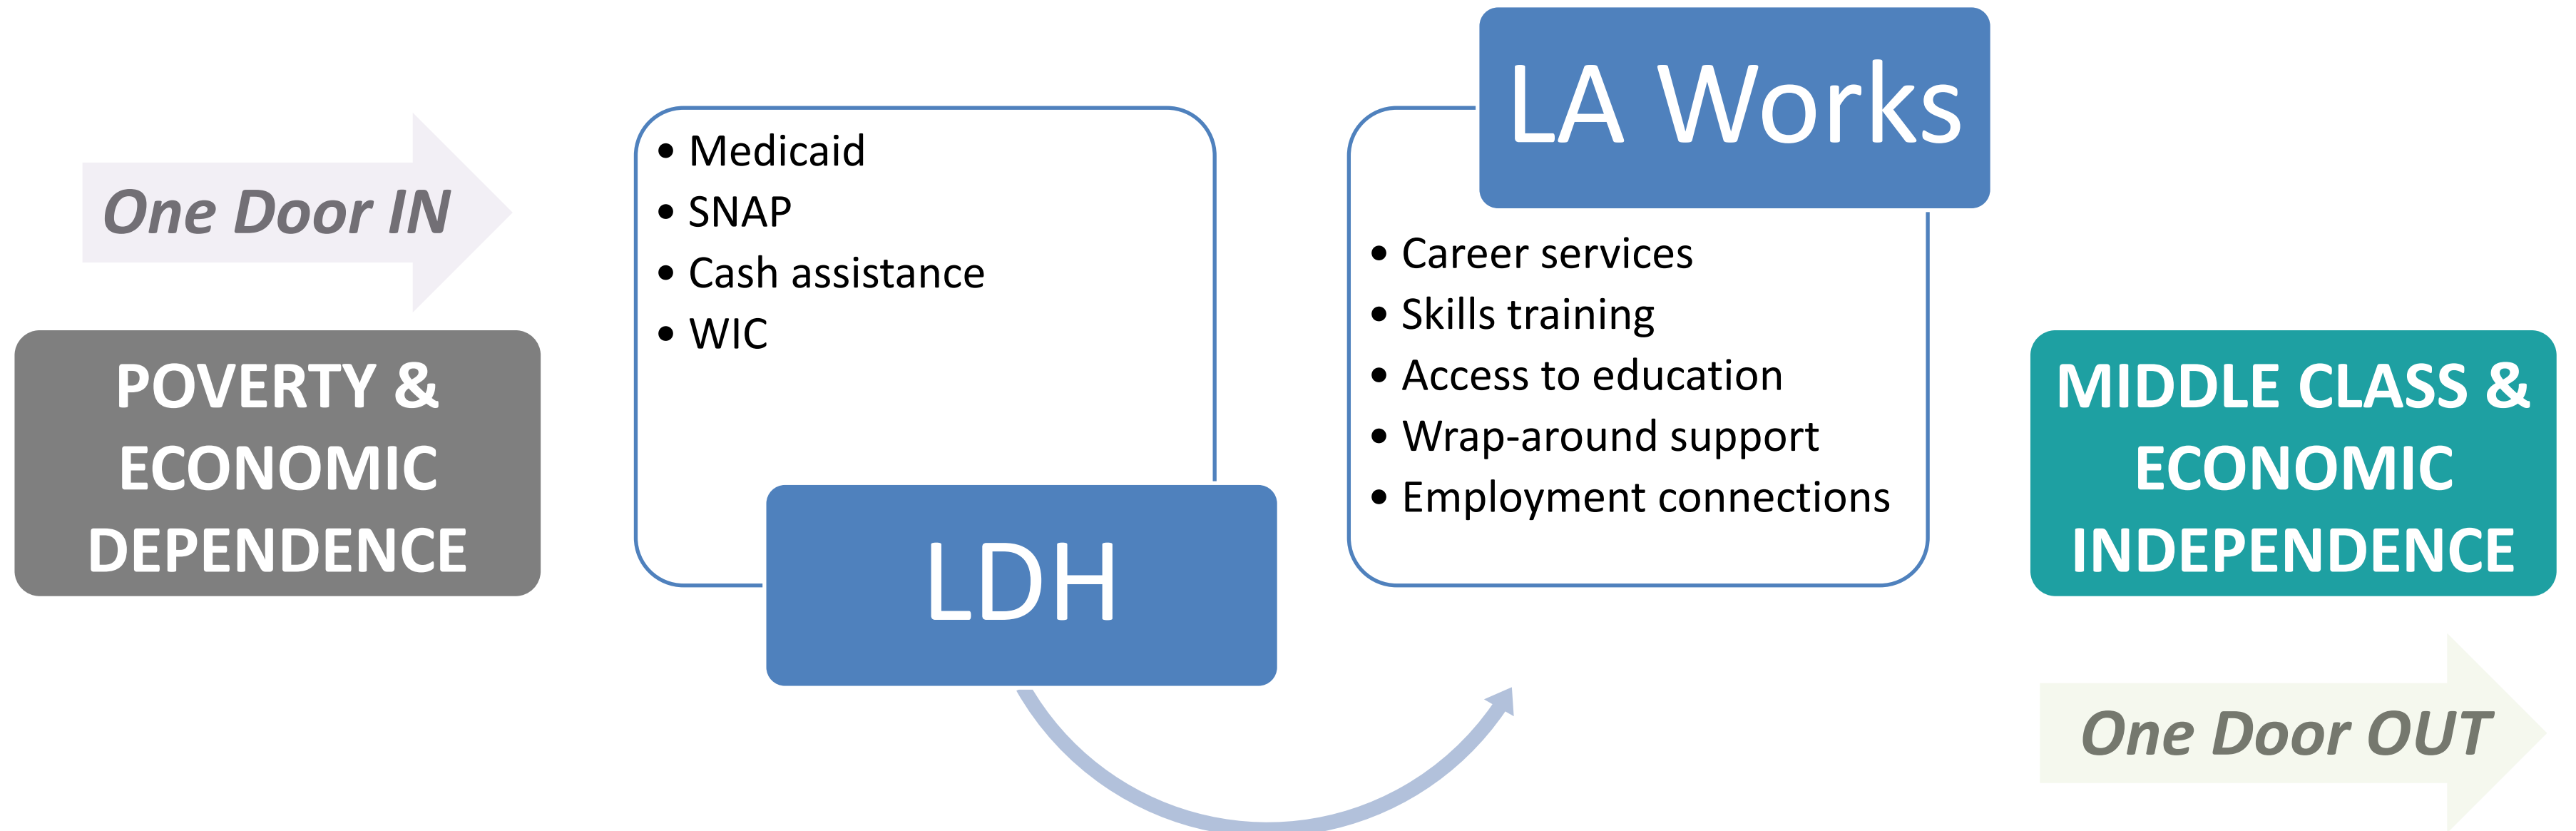 One Door IN
POVERTY &
ECONOMIC
DEPENDENCE
• Medicaid
• SNAP
• Cash assistance
• WIC
LDH
LA Works
• Career services
• Skills training
• Access to education
• Wrap-around support
• Employment connections
MIDDLE CLASS &
ECONOMIC
INDEPENDENCE
One Door OUT